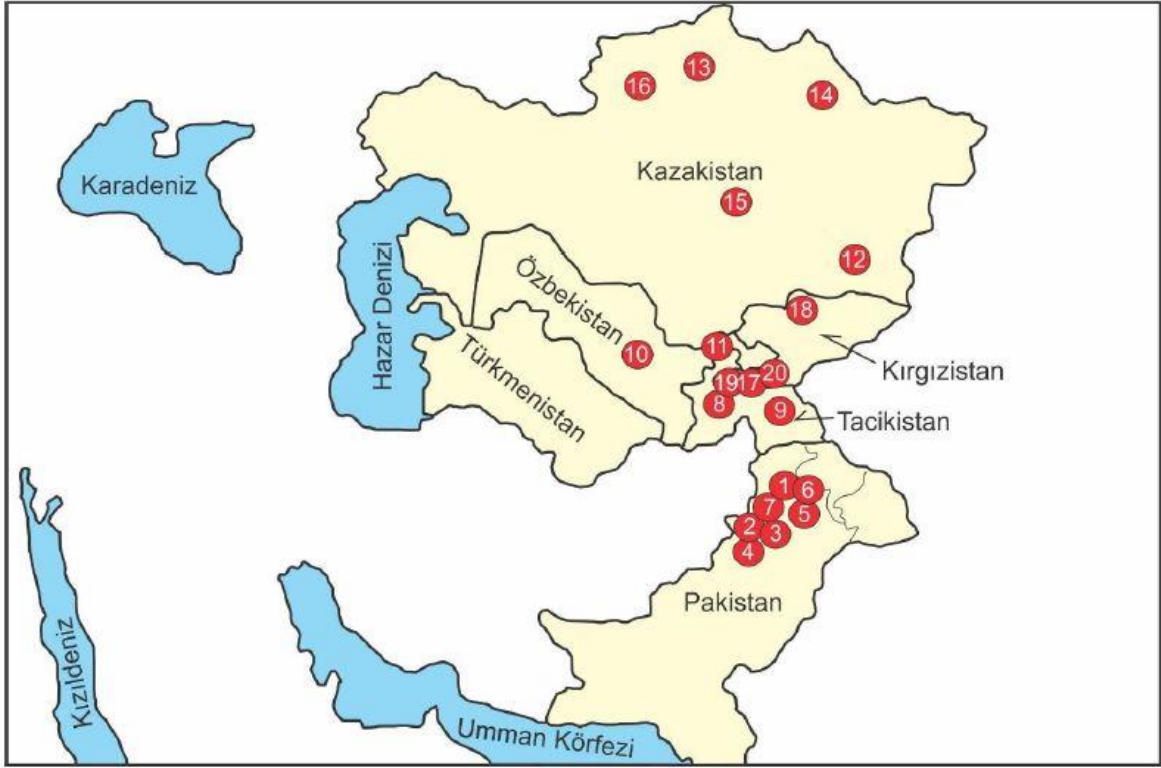 16
13
14
Kazakistan
Karadeniz
15
12
Hazar Denizi
Özbekistan
18
10
11
Türkmenistan
Kırgızistan
20
19
17
8
9
Tacikistan
1
6
7
5
2
3
4
Pakistan
Kızıldeniz
Umman Körfezi